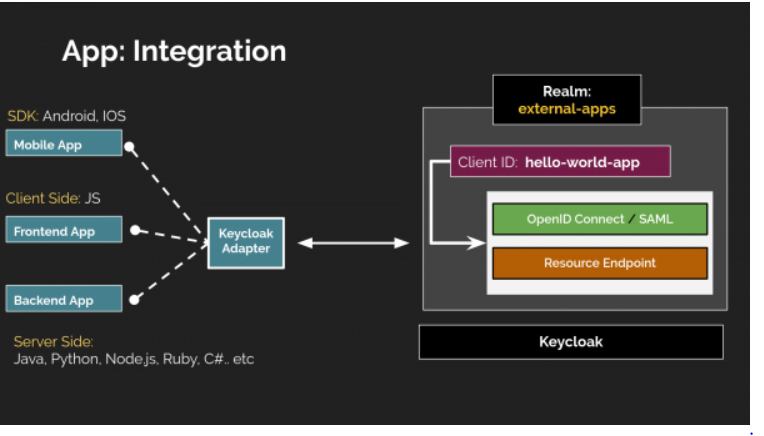 App: Integration
SDK: Android, IOS
Mobile App
Client Side: JS
Frontend App
Backend App
Server Side:
Java, Python, Node.js, Ruby, C#.. etc
Keycloak
Adapter
Realm:
external-apps
Client ID: hello-world-app
OpenID Connect / SAML
Resource Endpoint
Keycloak